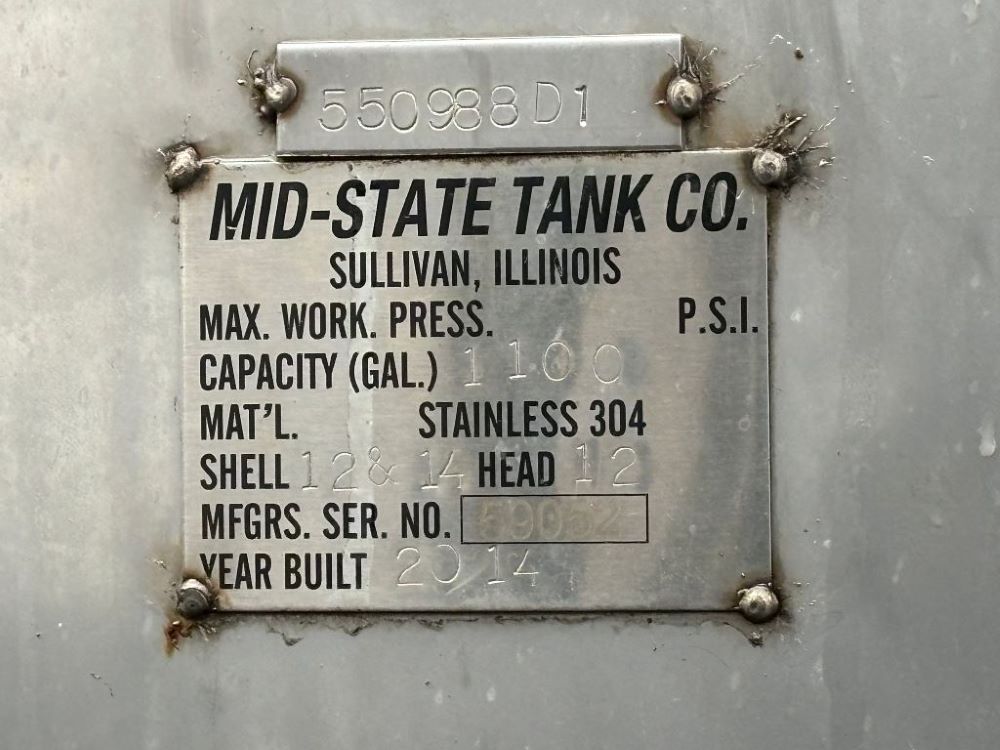 550988D1
MID-STATE TANK CO.
SULLIVAN, ILLINOIS
MAX. WORK. PRESS. P.S.I.
CAPACITY (GAL.) 1100
MAT'L. STAINLESS 304
SHELL 12 & 14 HEAD 12
MFGRS. SER. NO.
YEAR BUILT 2014